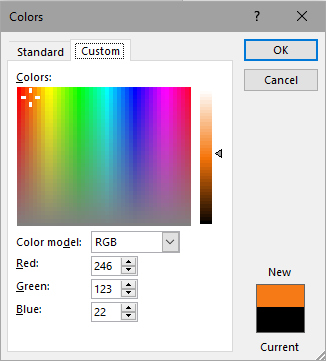 Colors
?
Standard
Custom
OK
Cancel
Colors:
Color model: RGB
Red: 246
Green: 123
Blue: 22
New
Current